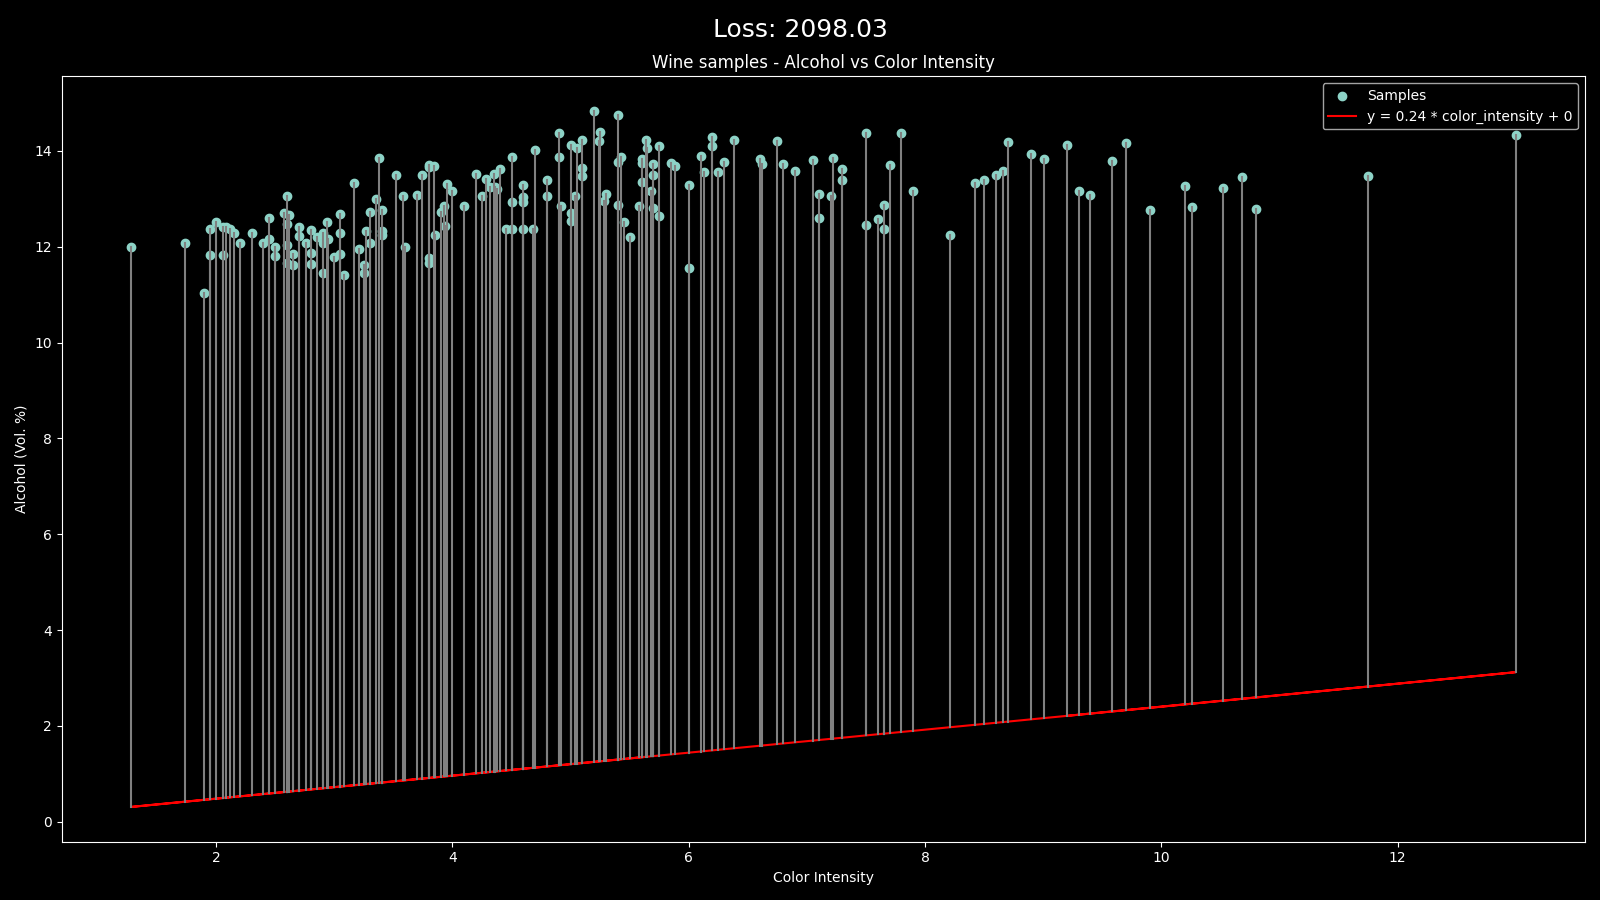 Loss: 2098.03
Wine samples - Alcohol vs Color Intensity
Samples
y = 0.24 * color_intensity + 0
14
12
10
8
6
4
2
0
Alcohol (Vol. %)
2 4 6 8 10 12
Color Intensity